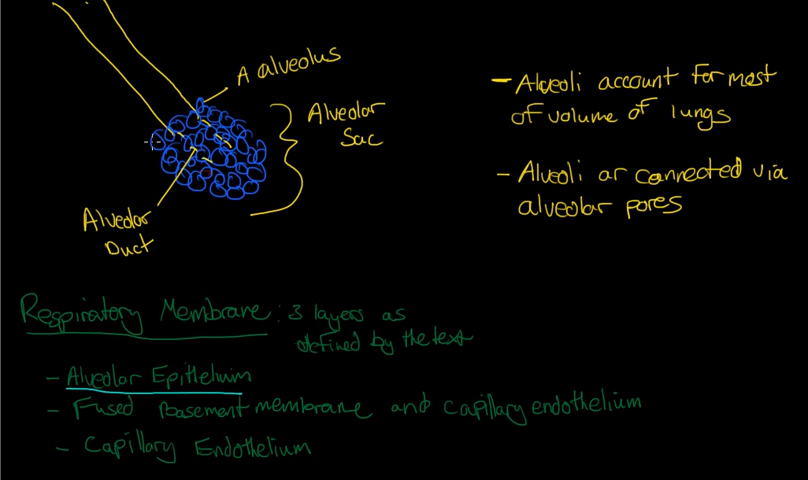 A alveolus
Alveolar
Sac
Alveolar
Duct
- Alveoli account for most
of volume of lungs
- Alveoli ar connected via
alveolar pores
Respiratory Membrane: 3 layers as
defined by the text
- Alveolar Epithelium
- Fused basement membrane and capillary endothelium
- Capillary Endothelium